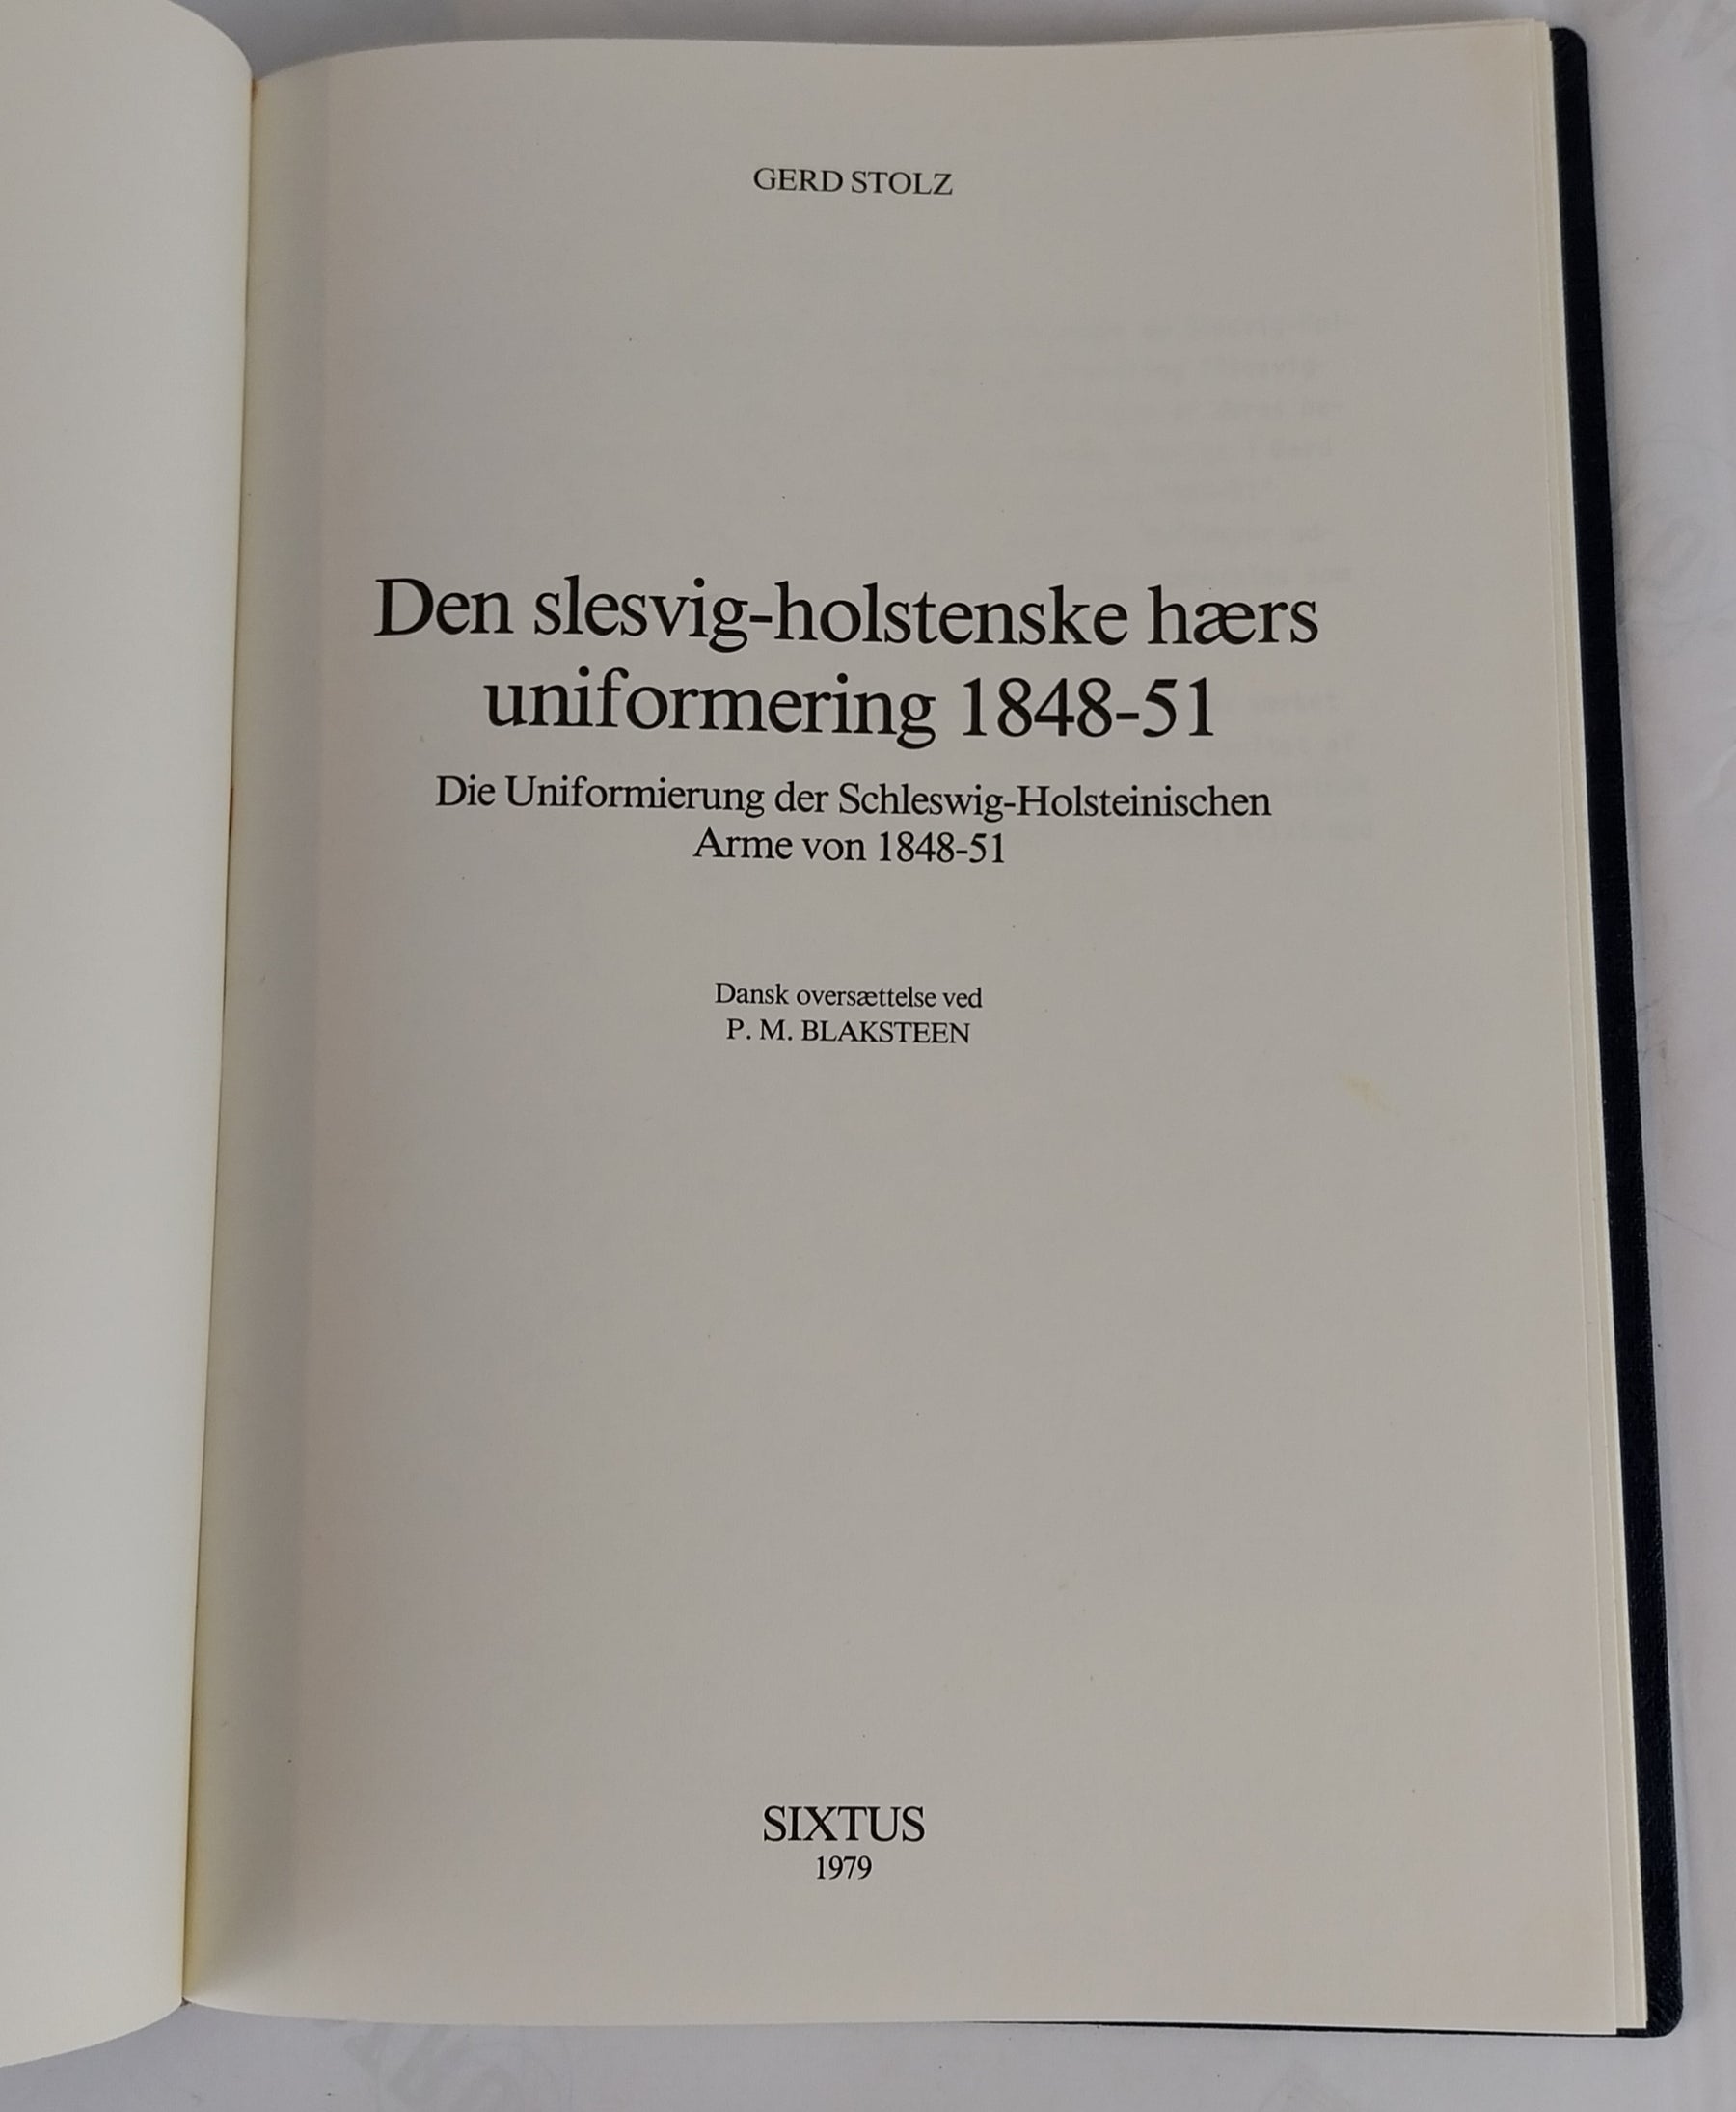 GERD STOLZ
Den slesvig-holstenske hærs
uniformering 1848-51
Die Uniformierung der Schleswig-Holsteinischen
Arme von 1848-51
Dansk oversættelse ved
P. M. BLAKSTEEN
SIXTUS
1979